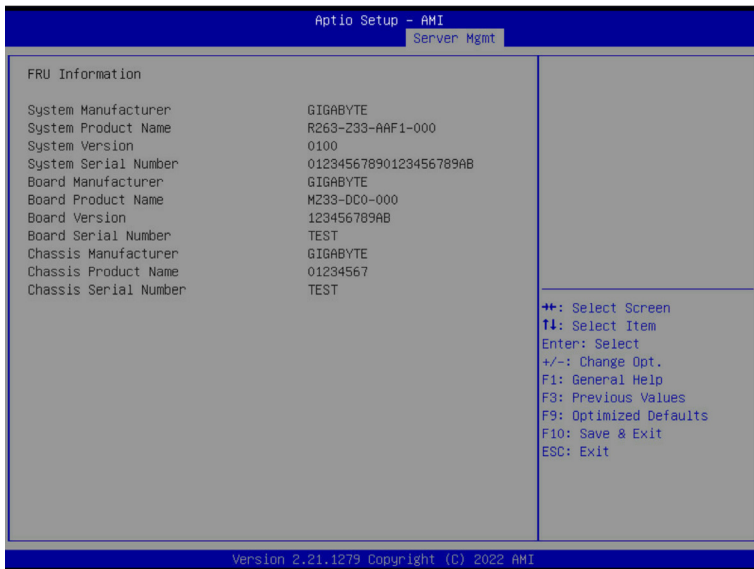 Aptio Setup – AMI
Server Mgmt
FRU Information
System Manufacturer GIGABYTE
System Product Name R263-Z33-AAF1-000
System Version 0100
System Serial Number 01234567890123456789AB
Board Manufacturer GIGABYTE
Board Product Name MZ33-DC0-000
Board Version 123456789AB
Board Serial Number TEST
Chassis Manufacturer GIGABYTE
Chassis Product Name 01234567
Chassis Serial Number TEST
→←: Select Screen
↑↓: Select Item
Enter: Select
+/-: Change Opt.
F1: General Help
F3: Previous Values
F9: Optimized Defaults
F10: Save & Exit
ESC: Exit
Version 2.21.1279 Copyright (C) 2022 AMI